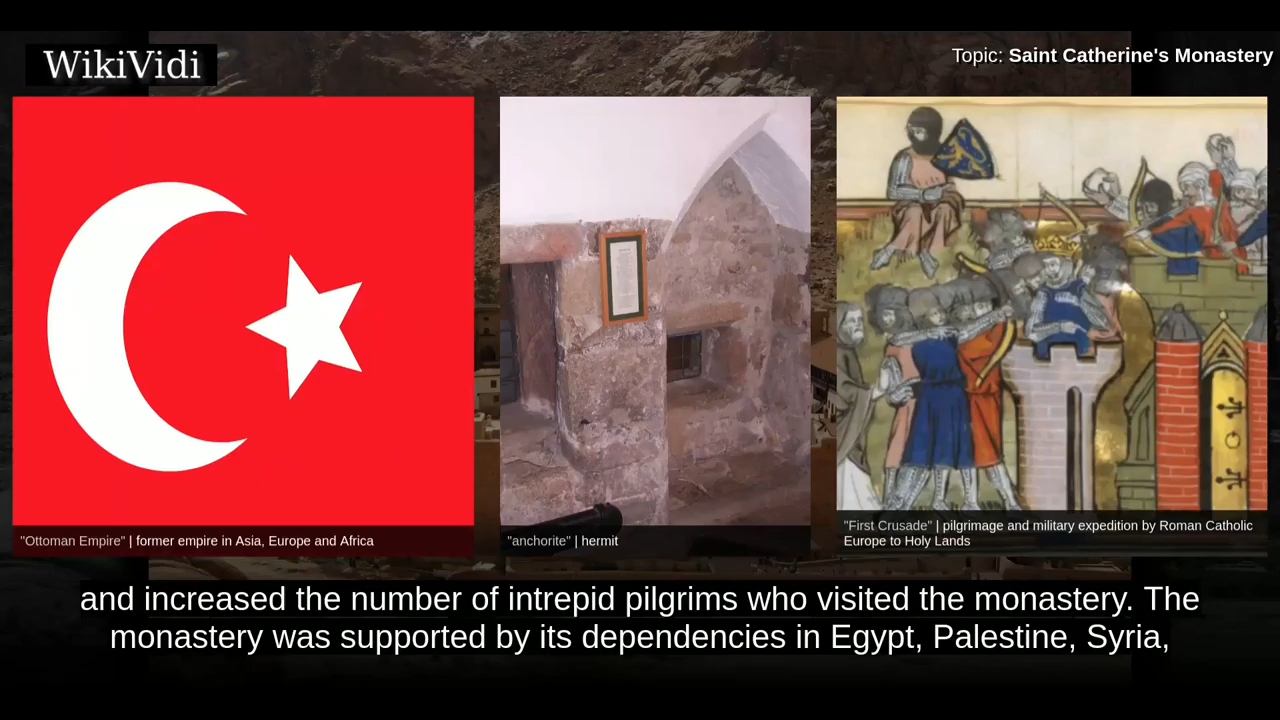 WikiVidi
Topic: Saint Catherine's Monastery
"Ottoman Empire" | former empire in Asia, Europe and Africa
"anchorite" | hermit
"First Crusade" | pilgrimage and military expedition by Roman Catholic
Europe to Holy Lands
and increased the number of intrepid pilgrims who visited the monastery. The
monastery was supported by its dependencies in Egypt, Palestine, Syria,